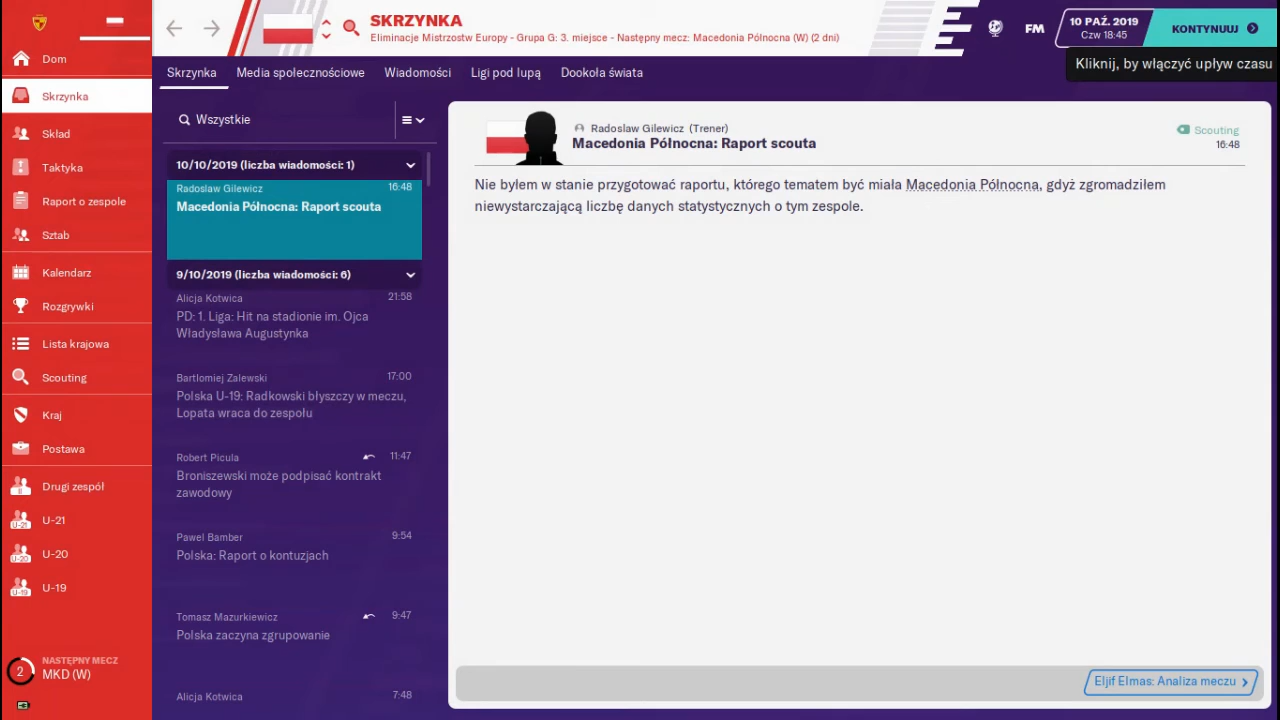 SKRZYNKA
Eliminacje Mistrzostw Europy - Grupa G: 3. miejsce - Następny mecz: Macedonia Północna (W) (2 dni)
FM
10 PAŹ. 2019
Czw 18:45
KONTYNUUJ
Kliknij, by włączyć upływ czasu
Dom
Skrzynka
Skład
Taktyka
Raport o zespole
Sztab
Kalendarz
Rozgrywki
Lista krajowa
Scouting
Kraj
Postawa
Drugi zespół
U-21
U-20
U-19
2
NASTĘPNY MECZ
MKD (W)
Skrzynka Media społecznościowe Wiadomości Ligi pod lupą Dookoła świata
Wszystkie
10/10/2019 (liczba wiadomości: 1)
Radoslaw Gilewicz 16:48
Macedonia Północna: Raport scouta
9/10/2019 (liczba wiadomości: 6)
Alicja Kotwica 21:58
PD: 1. Liga: Hit na stadionie im. Ojca
Władysława Augustynka
Bartlomiej Zalewski 17:00
Polska U-19: Radkowski błyszczy w meczu,
Lopata wraca do zespołu
Robert Picula 11:47
Broniszewski może podpisać kontrakt
zawodowy
Pawel Bamber 9:54
Polska: Raport o kontuzjach
Tomasz Mazurkiewicz 9:47
Polska zaczyna zgrupowanie
Alicja Kotwica 7:48
Radoslaw Gilewicz (Trener)
Macedonia Północna: Raport scouta
Scouting
16:48
Nie byłem w stanie przygotować raportu, którego tematem być miała Macedonia Północna, gdyż zgromadziłem
niewystarczającą liczbę danych statystycznych o tym zespole.
Eljif Elmas: Analiza meczu